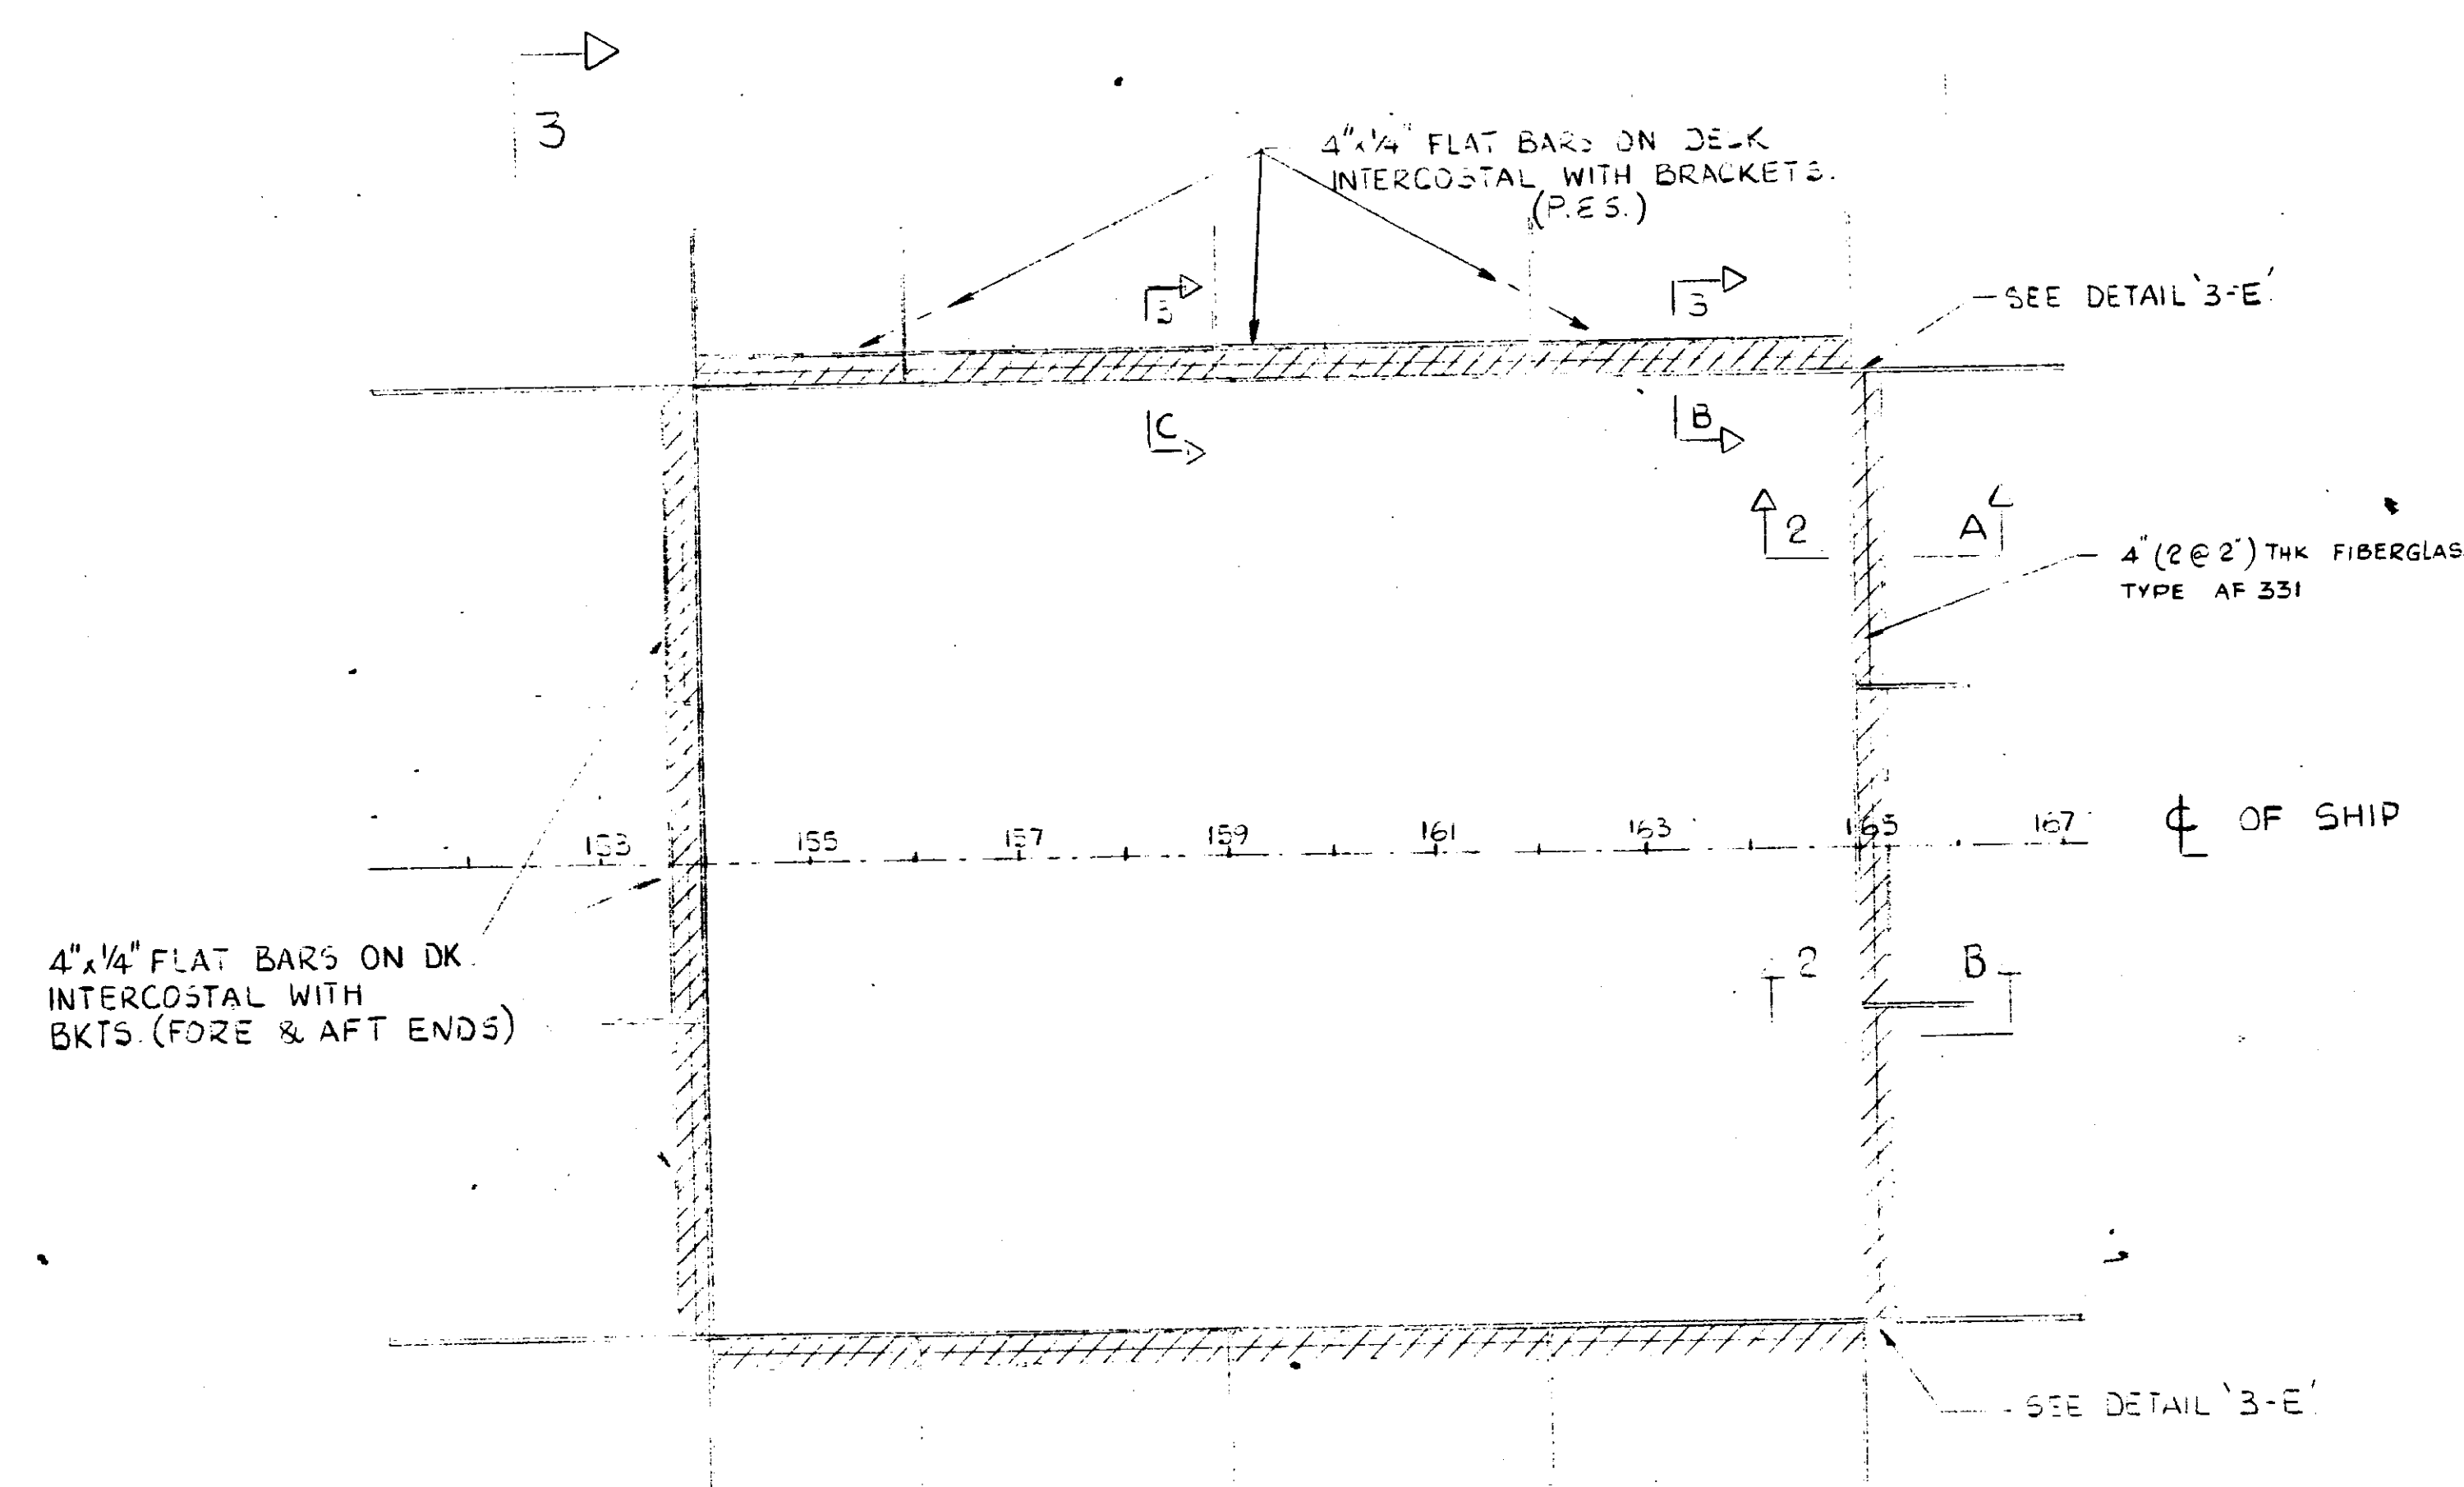 3
4"x1/4" FLAT BARS ON DECK
INTERCOSTAL WITH BRACKETS.
(P.&S.)
3
3
SEE DETAIL '3-E'.
C
B
2
A
4" (2 @ 2") THK FIBERGLAS
TYPE AF 331
153
155
157
159
161
163
165
167
℄ OF SHIP
4"x1/4" FLAT BARS ON DK.
INTERCOSTAL WITH
BKTS. (FORE & AFT ENDS)
2
B
SEE DETAIL '3-E'.